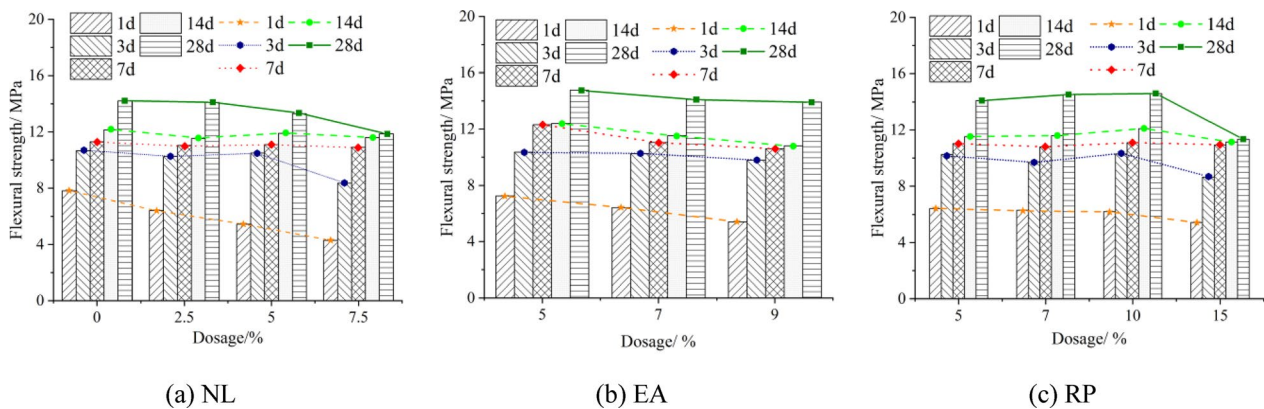 20
16
12
8
4
0
Flexural strength/ MPa
1d 14d 1d 14d
3d 28d 3d 28d
7d 7d
0 2.5 5 7.5
Dosage/%
(a) NL
20
16
12
8
4
0
Flexural strength/ MPa
1d 14d 1d 14d
3d 28d 3d 28d
7d 7d
5 7 9
Dosage/ %
(b) EA
20
16
12
8
4
0
Flexural strength/ MPa
1d 14d 1d 14d
3d 28d 3d 28d
7d 7d
5 7 10 15
Dosage/ %
(c) RP